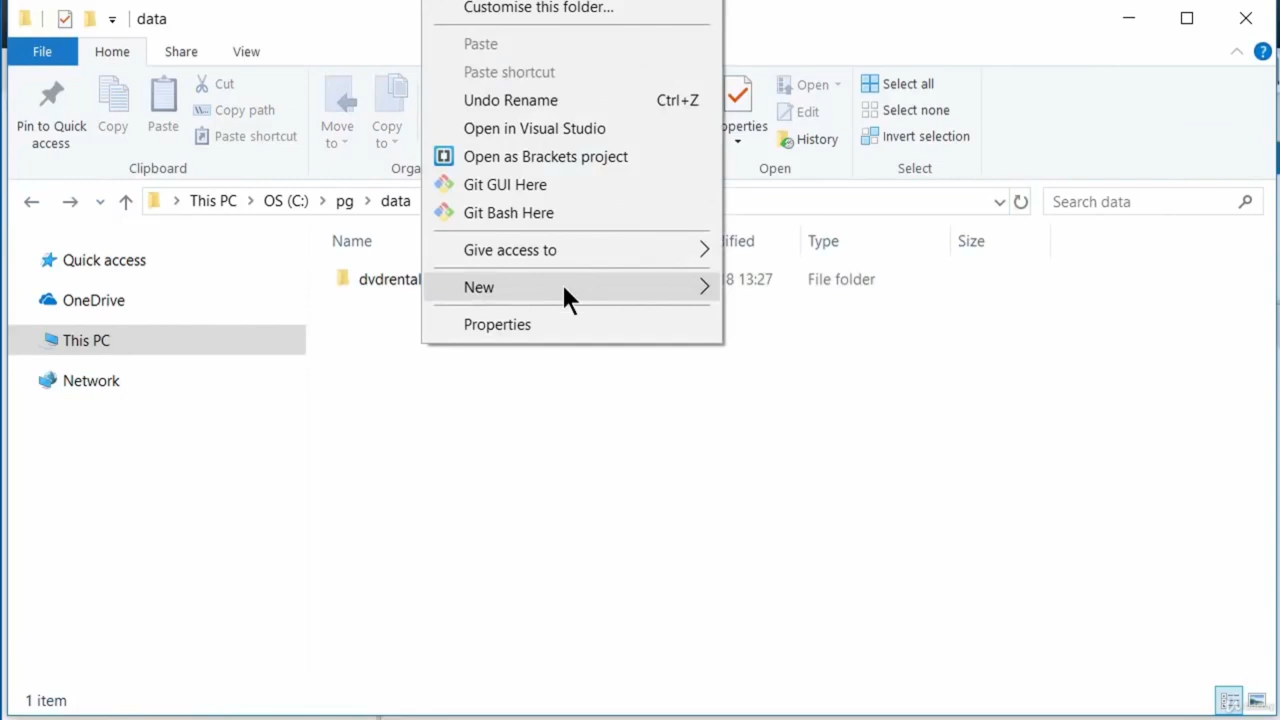 data
File
Home
Share
View
Pin to Quick access
Copy
Paste
Cut
Copy path
Paste shortcut
Clipboard
Move to
Copy to
Orga
Customise this folder...
Paste
Paste shortcut
Undo Rename Ctrl+Z
Open in Visual Studio
Open as Brackets project
Git GUI Here
Git Bash Here
Give access to
New
Properties
operties
Open
Edit
History
Open
Select all
Select none
Invert selection
Select
This PC
OS (C:)
pg
data
Search data
Name
ified
Type
Size
dvdrental
8 13:27
File folder
Quick access
OneDrive
This PC
Network
1 item